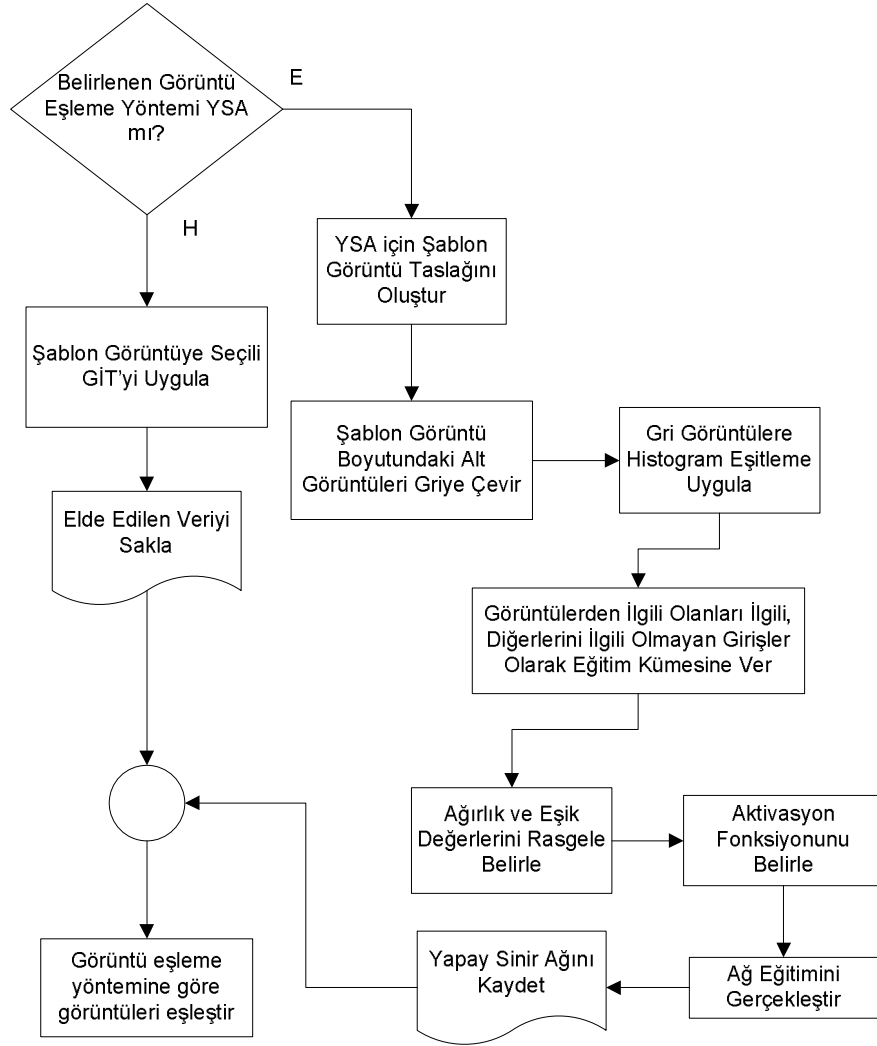 Belirlenen Görüntü
Eşleme Yöntemi YSA
mı?
E
H
YSA için Şablon
Görüntü Taslağını
Oluştur
Şablon Görüntüye Seçili
GİT'yi Uygula
Şablon Görüntü
Boyutundaki Alt
Görüntüleri Griye Çevir
Gri Görüntülere
Histogram Eşitleme
Uygula
Elde Edilen Veriyi
Sakla
Görüntülerden İlgili Olanları İlgili,
Diğerlerini İlgili Olmayan Girişler
Olarak Eğitim Kümesine Ver
Ağırlık ve Eşik
Değerlerini Rasgele
Belirle
Aktivasyon
Fonksiyonunu
Belirle
Görüntü eşleme
yöntemine göre
görüntüleri eşleştir
Yapay Sinir Ağını
Kaydet
Ağ Eğitimini
Gerçekleştir